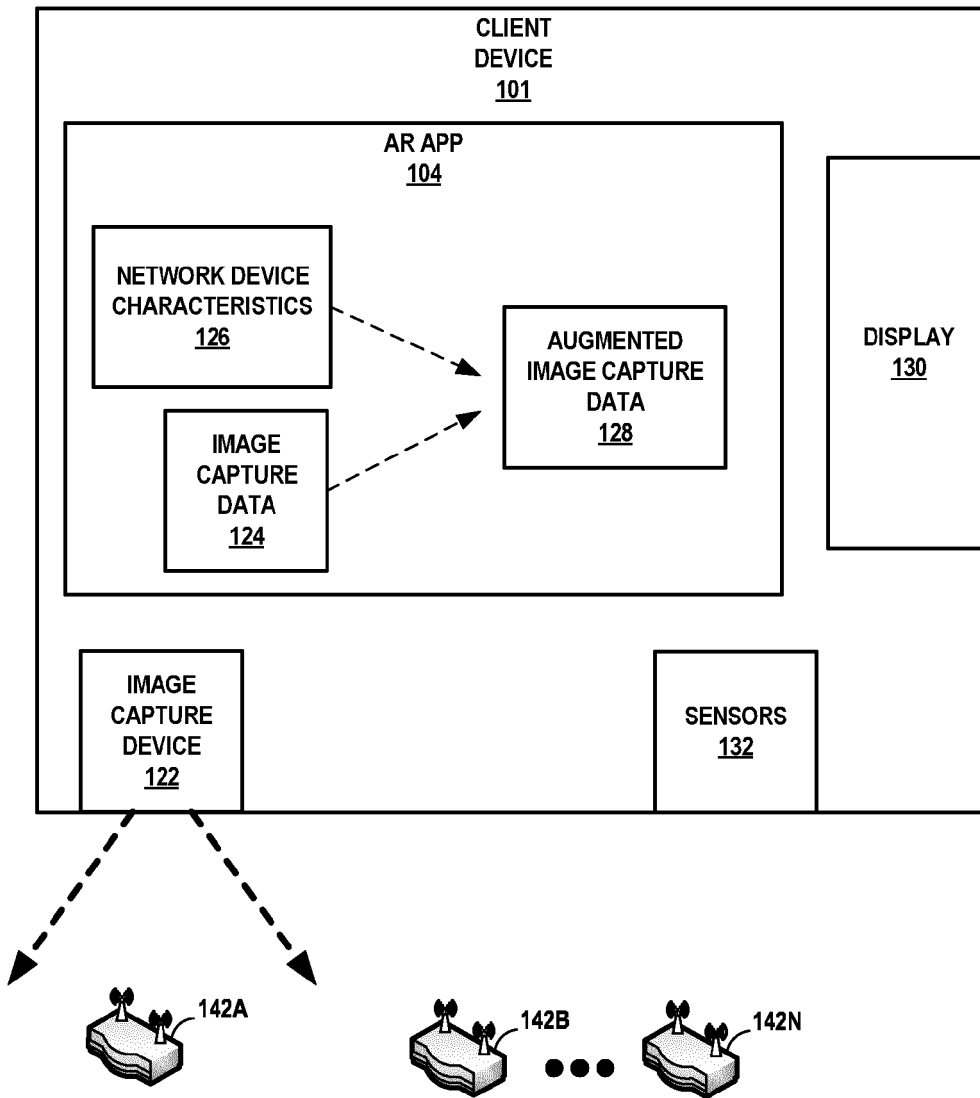 CLIENT
DEVICE
101
AR APP
104
NETWORK DEVICE
CHARACTERISTICS
126
IMAGE
CAPTURE
DATA
124
AUGMENTED
IMAGE CAPTURE
DATA
128
DISPLAY
130
IMAGE
CAPTURE
DEVICE
122
SENSORS
132
142A
142B
142N